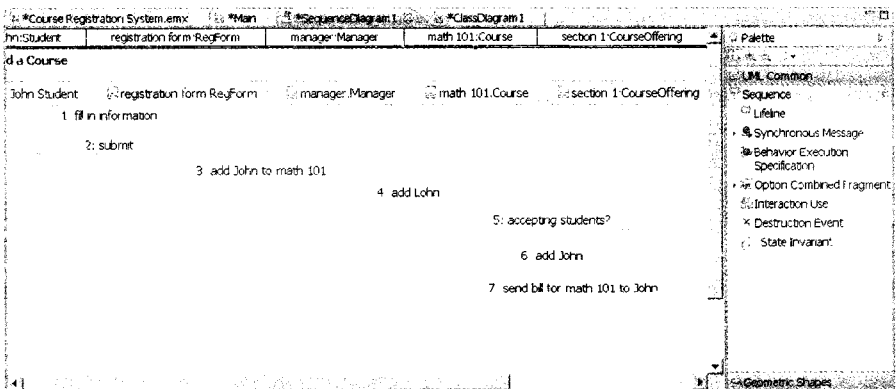 *Course Registration System.emx *Main *SequenceDiagram1 *ClassDiagram1
hn:Student registration form RegForm manager Manager math 101.Course section 1 CourseOffering
d a Course
John Student registration form RegForm manager.Manager math 101.Course section 1 CourseOffering
1 fill in information
2: submit
3 add John to math 101
4 add Lohn
5: accepting students?
6 add John
7 send bill for math 101 to John
Palette
UML Common
Sequence
Lifeline
Synchronous Message
Behavior Execution
Specification
Option Combined Fragment
Interaction Use
Destruction Event
State Invariant
Geometric Shapes